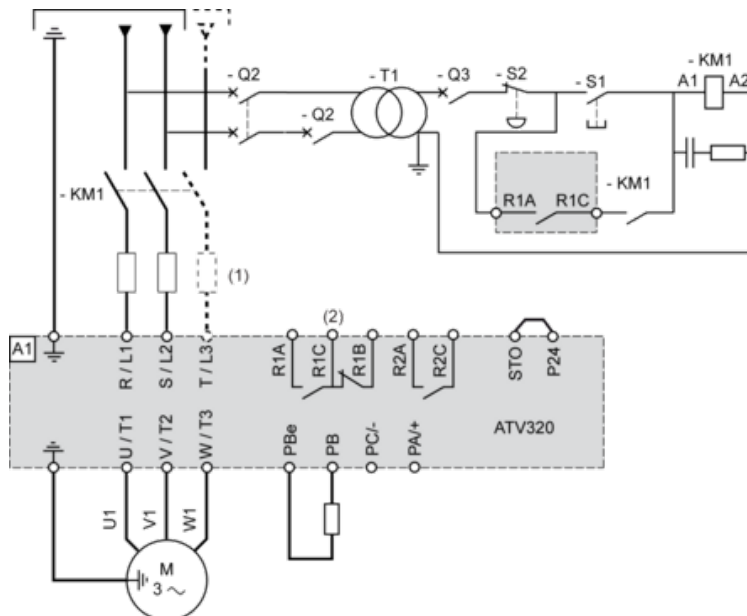 - Q2
- T1
- Q3
- S2
- S1
- KM1
A1 A2
- Q2
- KM1
R1A R1C
- KM1
(1)
(2)
A1
R / L1
S / L2
T / L3
R1A
R1C
R1B
R2A
R2C
STO
P24
ATV320
U / T1
V / T2
W / T3
PBe
PB
PC/-
PA/+
U1
V1
W1
M
3 ~